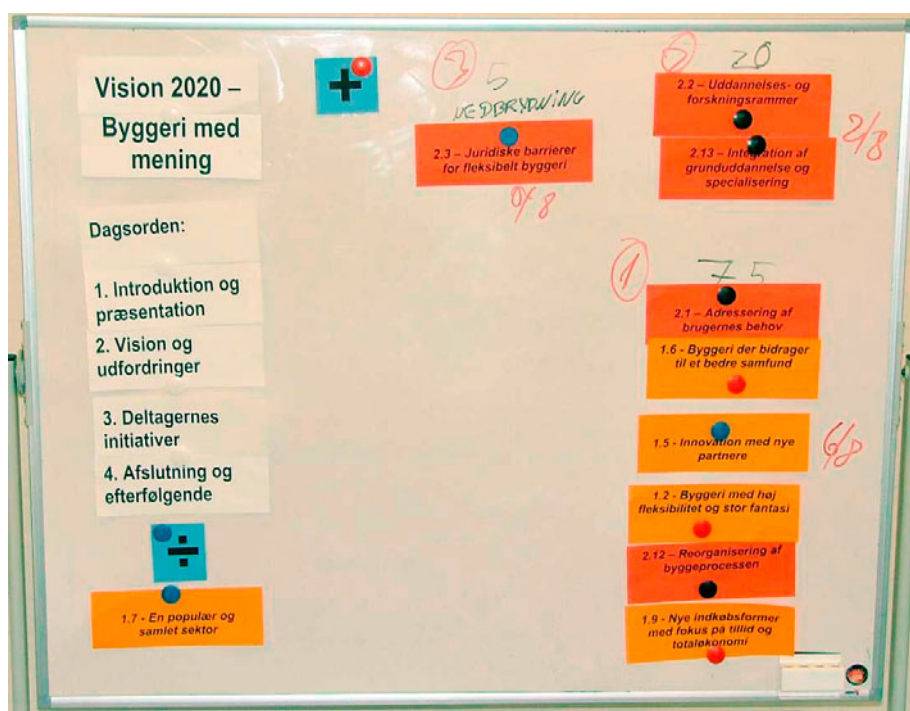 Vision 2020 –
Byggeri med
mening
Dagsorden:
1. Introduktion og
præsentation
2. Vision og
udfordringer
3. Deltagernes
initiativer
4. Afslutning og
efterfølgende
+
÷
1.7 - En populær og
samlet sektor
3
5
NEDBRYDNING
2.3 – Juridiske barrierer
for fleksibelt byggeri
0/8
20
2.2 – Uddannelses- og
forskningsrammer
2.13 – Integration af
grunduddannelse og
specialisering
2/8
1
75
2.1 – Adressering af
brugernes behov
1.6 - Byggeri der bidrager
til et bedre samfund
1.5 - Innovation med nye
partnere
6/8
1.2 - Byggeri med høj
fleksibilitet og stor fantasi
2.12 – Reorganisering af
byggeprocessen
1.9 - Nye indkøbsformer
med fokus på tillid og
totaløkonomi